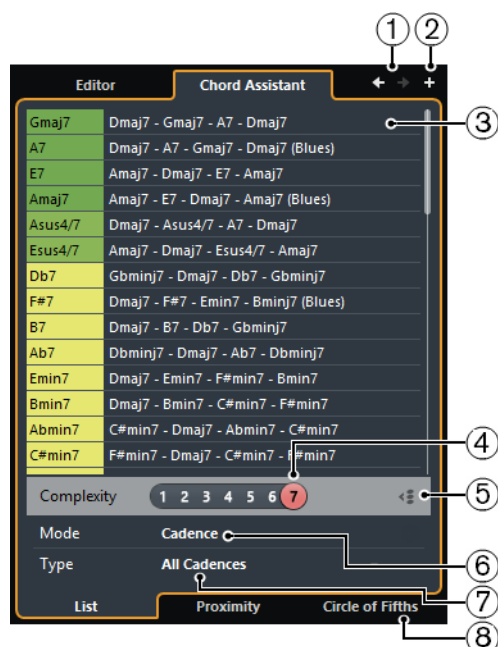 1 2
Editor Chord Assistant
Gmaj7 Dmaj7 - Gmaj7 - A7 - Dmaj7 3
A7 Dmaj7 - A7 - Gmaj7 - Dmaj7 (Blues)
E7 Amaj7 - Dmaj7 - E7 - Amaj7
Amaj7 Amaj7 - E7 - Dmaj7 - Amaj7 (Blues)
Asus4/7 Dmaj7 - Asus4/7 - A7 - Dmaj7
Esus4/7 Amaj7 - Dmaj7 - Esus4/7 - Amaj7
Db7 Gbminj7 - Dmaj7 - Db7 - Gbminj7
F#7 Dmaj7 - F#7 - Emin7 - Bminj7 (Blues)
B7 Dmaj7 - B7 - Db7 - Gbminj7
Ab7 Dbminj7 - Dmaj7 - Ab7 - Dbminj7
Emin7 Dmaj7 - Emin7 - F#min7 - Bmin7
Bmin7 Dmaj7 - Bmin7 - C#min7 - F#min7
Abmin7 C#min7 - Dmaj7 - Abmin7 - C#min7
C#min7 F#min7 - Dmaj7 - C#min7 - F#min7
4
Complexity 1 2 3 4 5 6 7 5
Mode Cadence 6
Type All Cadences 7
List Proximity Circle of Fifths
8